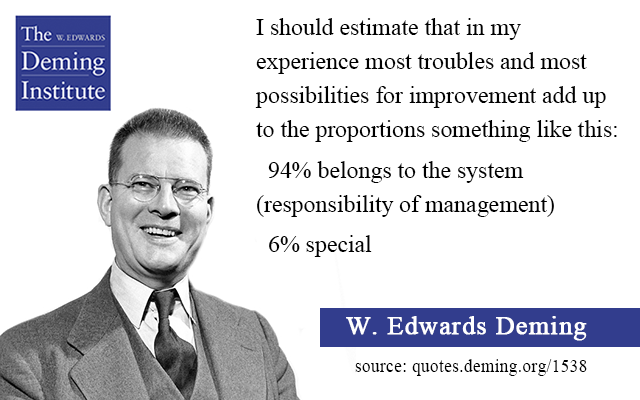 The W. EDWARDS
Deming
Institute
I should estimate that in my
experience most troubles and most
possibilities for improvement add up
to the proportions something like this:
94% belongs to the system
(responsibility of management)
6% special
W. Edwards Deming
source: quotes.deming.org/1538